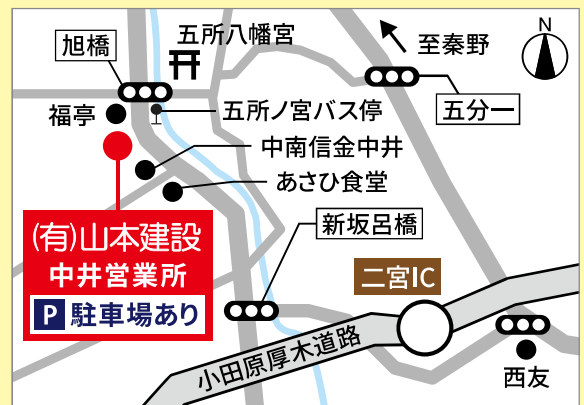 五所八幡宮
至秦野
N
旭橋
福亭
五所ノ宮バス停
五分一
中南信金中井
あさひ食堂
(有)山本建設
中井営業所
P 駐車場あり
新坂呂橋
二宮IC
小田原厚木道路
西友